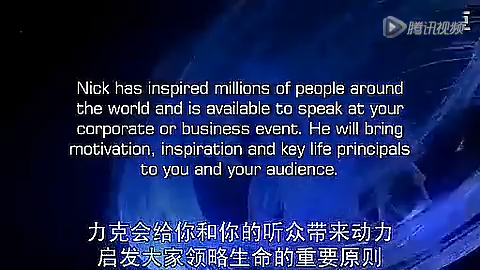 腾讯视频
Nick has inspired millions of people around
the world and is available to speak at your
corporate or business event. He will bring
motivation, inspiration and key life principals
to you and your audience.
力克会给你和你的听众带来动力
启发大家领略生命的重要原则